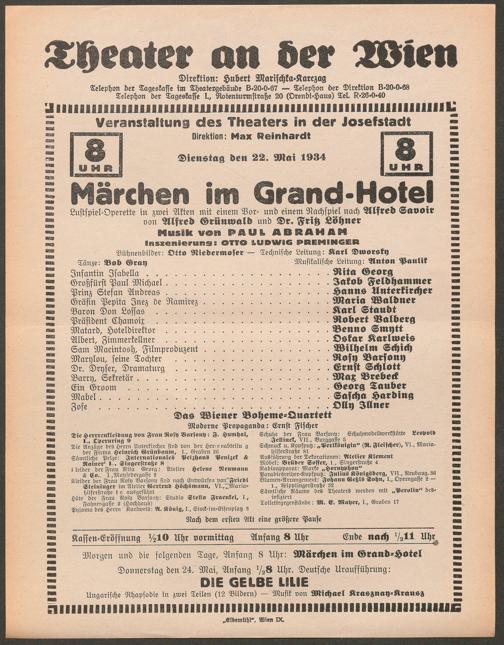 Theater an der Wien
Direktion: Hubert Marischka-Karczag
Telephon der Tageskasse im Theatergebäude B-20-0-67 — Telephon der Direktion B-20-0-68
Telephon der Tageskasse I., Rotenturmstraße 20 (Orendi-Haus) Tel. R-26-0-40
Veranstaltung des Theaters in der Josefstadt
Direktion: Max Reinhardt
8 UHR
8 UHR
Dienstag den 22. Mai 1934
Märchen im Grand-Hotel
Lustspiel-Operette in zwei Akten mit einem Vor- und einem Nachspiel nach Alfred Savoir
von Alfred Grünwald und Dr. Fritz Löhner
Musik von PAUL ABRAHAM
Inszenierung: OTTO LUDWIG PREMINGER
Bühnenbilder: Otto Niedermoser — Technische Leitung: Karl Dworsky
Tänze: Bob Gray Musikalische Leitung: Anton Paulik
Infantin Isabella . . . Rita Georg
Großfürst Paul Michael . . . Jakob Feldhammer
Prinz Stefan Andreas . . . Hanns Unterkircher
Gräfin Pepita Inez de Ramirez . . . Maria Waldner
Baron Don Lossas . . . Karl Staudt
Präsident Chamoix . . . Robert Valberg
Matard, Hoteldirektor . . . Benno Smytt
Albert, Zimmerkellner . . . Oskar Karlweis
Sam Macintosh, Filmproduzent . . . Wilhelm Schich
Marylou, seine Tochter . . . Rosy Barsony
Dr. Dryser, Dramaturg . . . Ernst Schlott
Barry, Sekretär . . . Max Brebeck
Ein Groom . . . Georg Tauber
Mabel . . . Sascha Harding
Zofe . . . Olly Illner
Das Wiener Boheme-Quartett
Moderne Propaganda: Ernst Fischer
Nach dem ersten Akt eine größere Pause
Kassen-Eröffnung ½10 Uhr vormittag Anfang 8 Uhr Ende nach ½11 Uhr
Morgen und die folgenden Tage, Anfang 8 Uhr: Märchen im Grand-Hotel
Donnerstag den 24. Mai, Anfang ½8 Uhr. Deutsche Uraufführung:
DIE GELBE LILIE
Ungarische Rhapsodie in zwei Teilen (12 Bildern) — Musik von Michael Krasznay-Krausz
„Elbemühl", Wien IX.